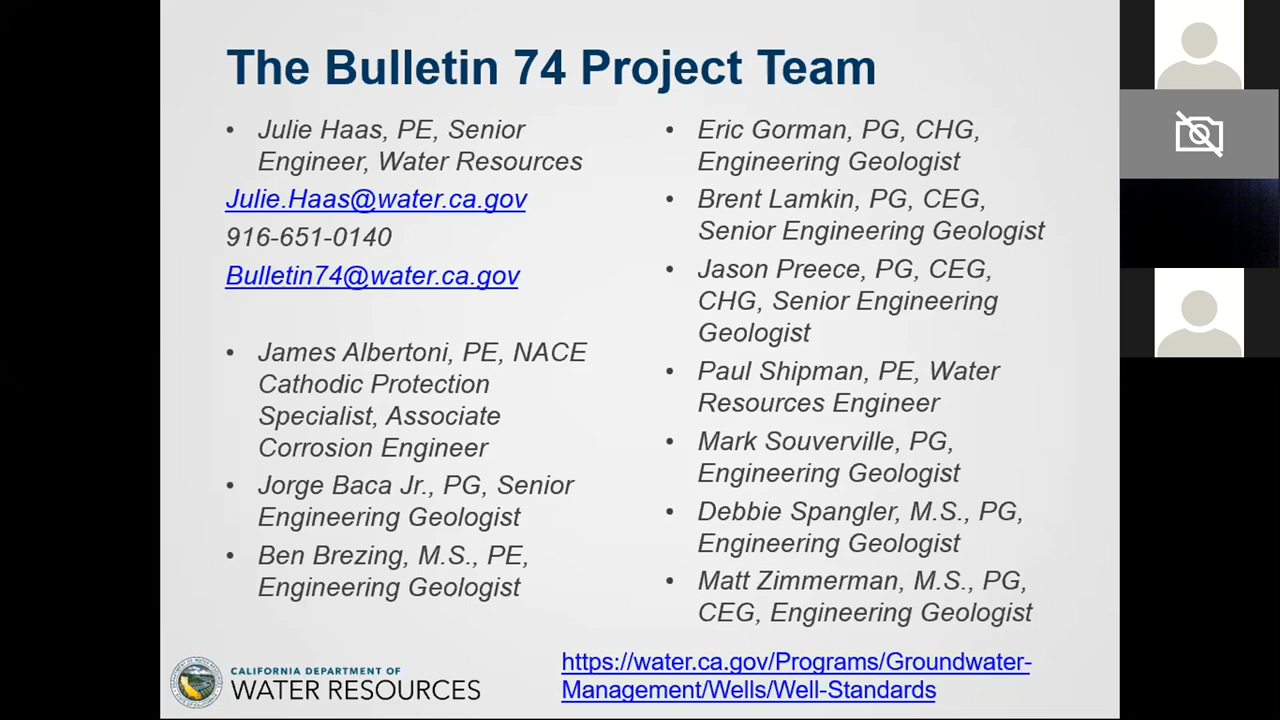 The Bulletin 74 Project Team
• Julie Haas, PE, Senior
Engineer, Water Resources
Julie.Haas@water.ca.gov
916-651-0140
Bulletin74@water.ca.gov
• James Albertoni, PE, NACE
Cathodic Protection
Specialist, Associate
Corrosion Engineer
• Jorge Baca Jr., PG, Senior
Engineering Geologist
• Ben Brezing, M.S., PE,
Engineering Geologist
• Eric Gorman, PG, CHG,
Engineering Geologist
• Brent Lamkin, PG, CEG,
Senior Engineering Geologist
• Jason Preece, PG, CEG,
CHG, Senior Engineering
Geologist
• Paul Shipman, PE, Water
Resources Engineer
• Mark Souverville, PG,
Engineering Geologist
• Debbie Spangler, M.S., PG,
Engineering Geologist
• Matt Zimmerman, M.S., PG,
CEG, Engineering Geologist
CALIFORNIA DEPARTMENT OF
WATER RESOURCES
https://water.ca.gov/Programs/Groundwater-
Management/Wells/Well-Standards